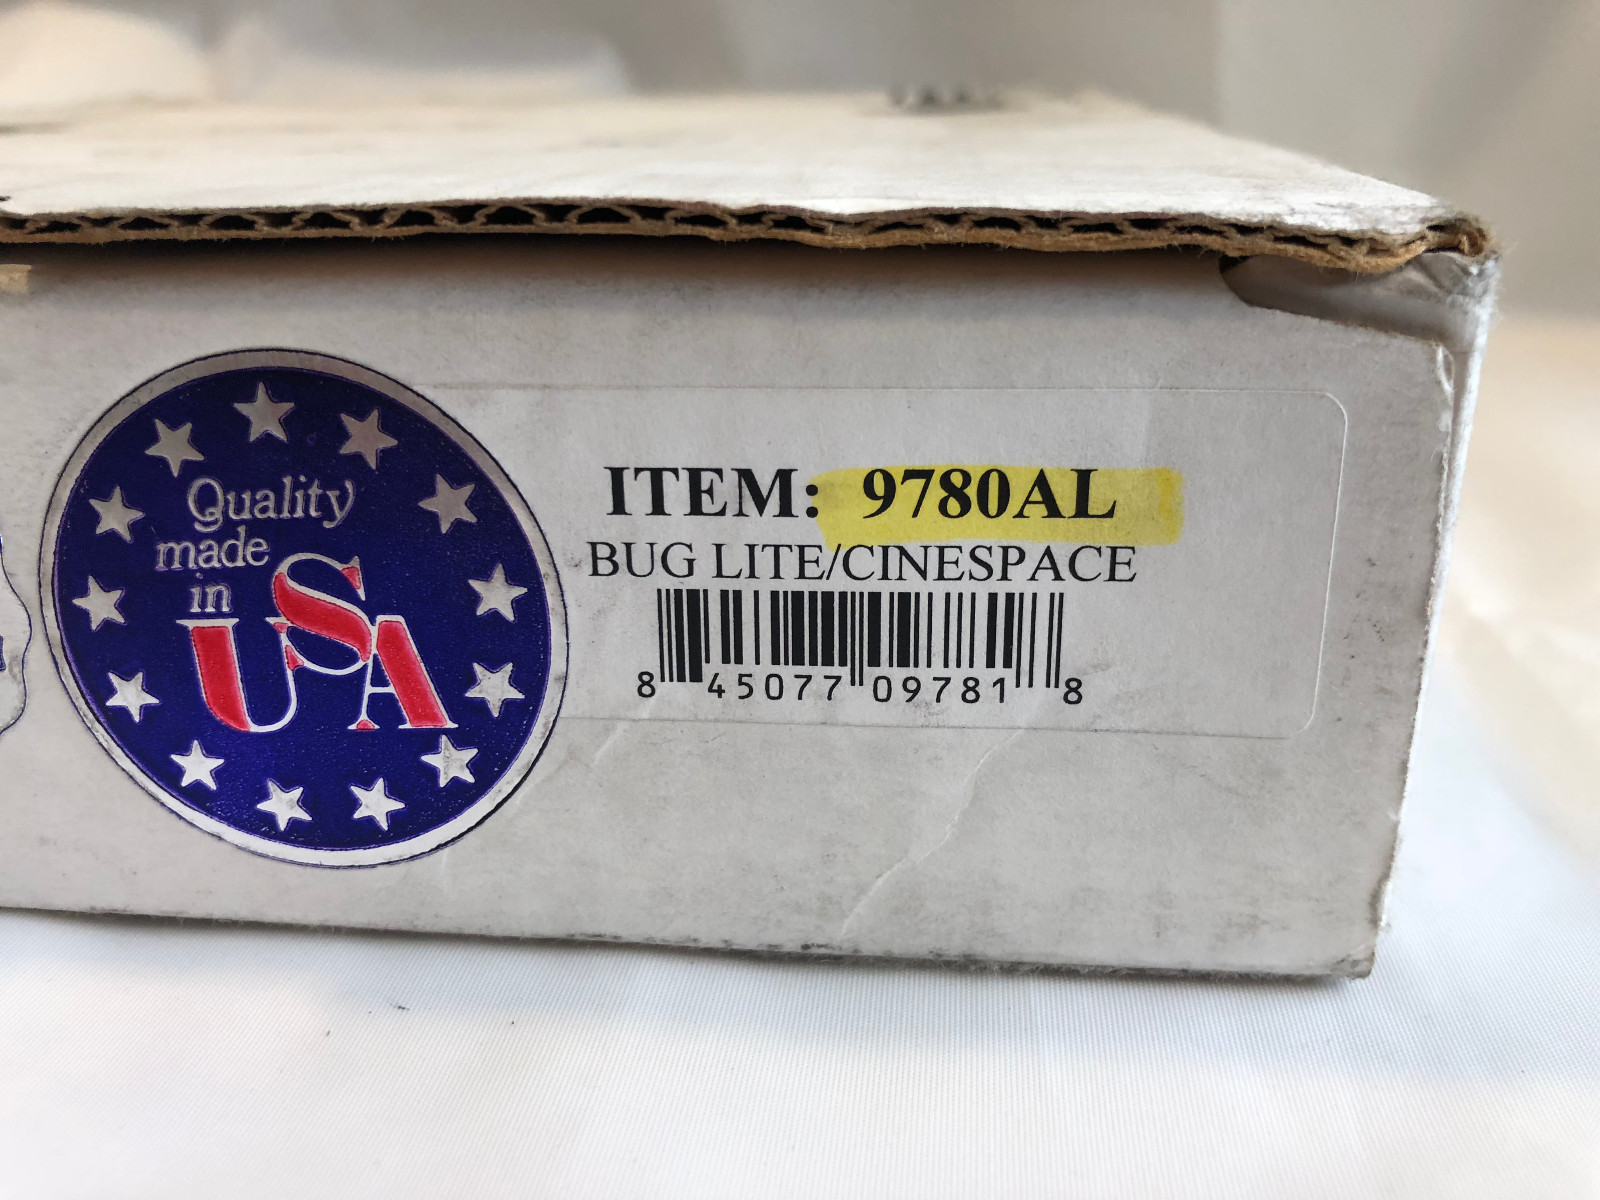 Quality
made
in
USA
ITEM: 9780AL
BUG LITE/CINESPACE
8 45077 09781 8